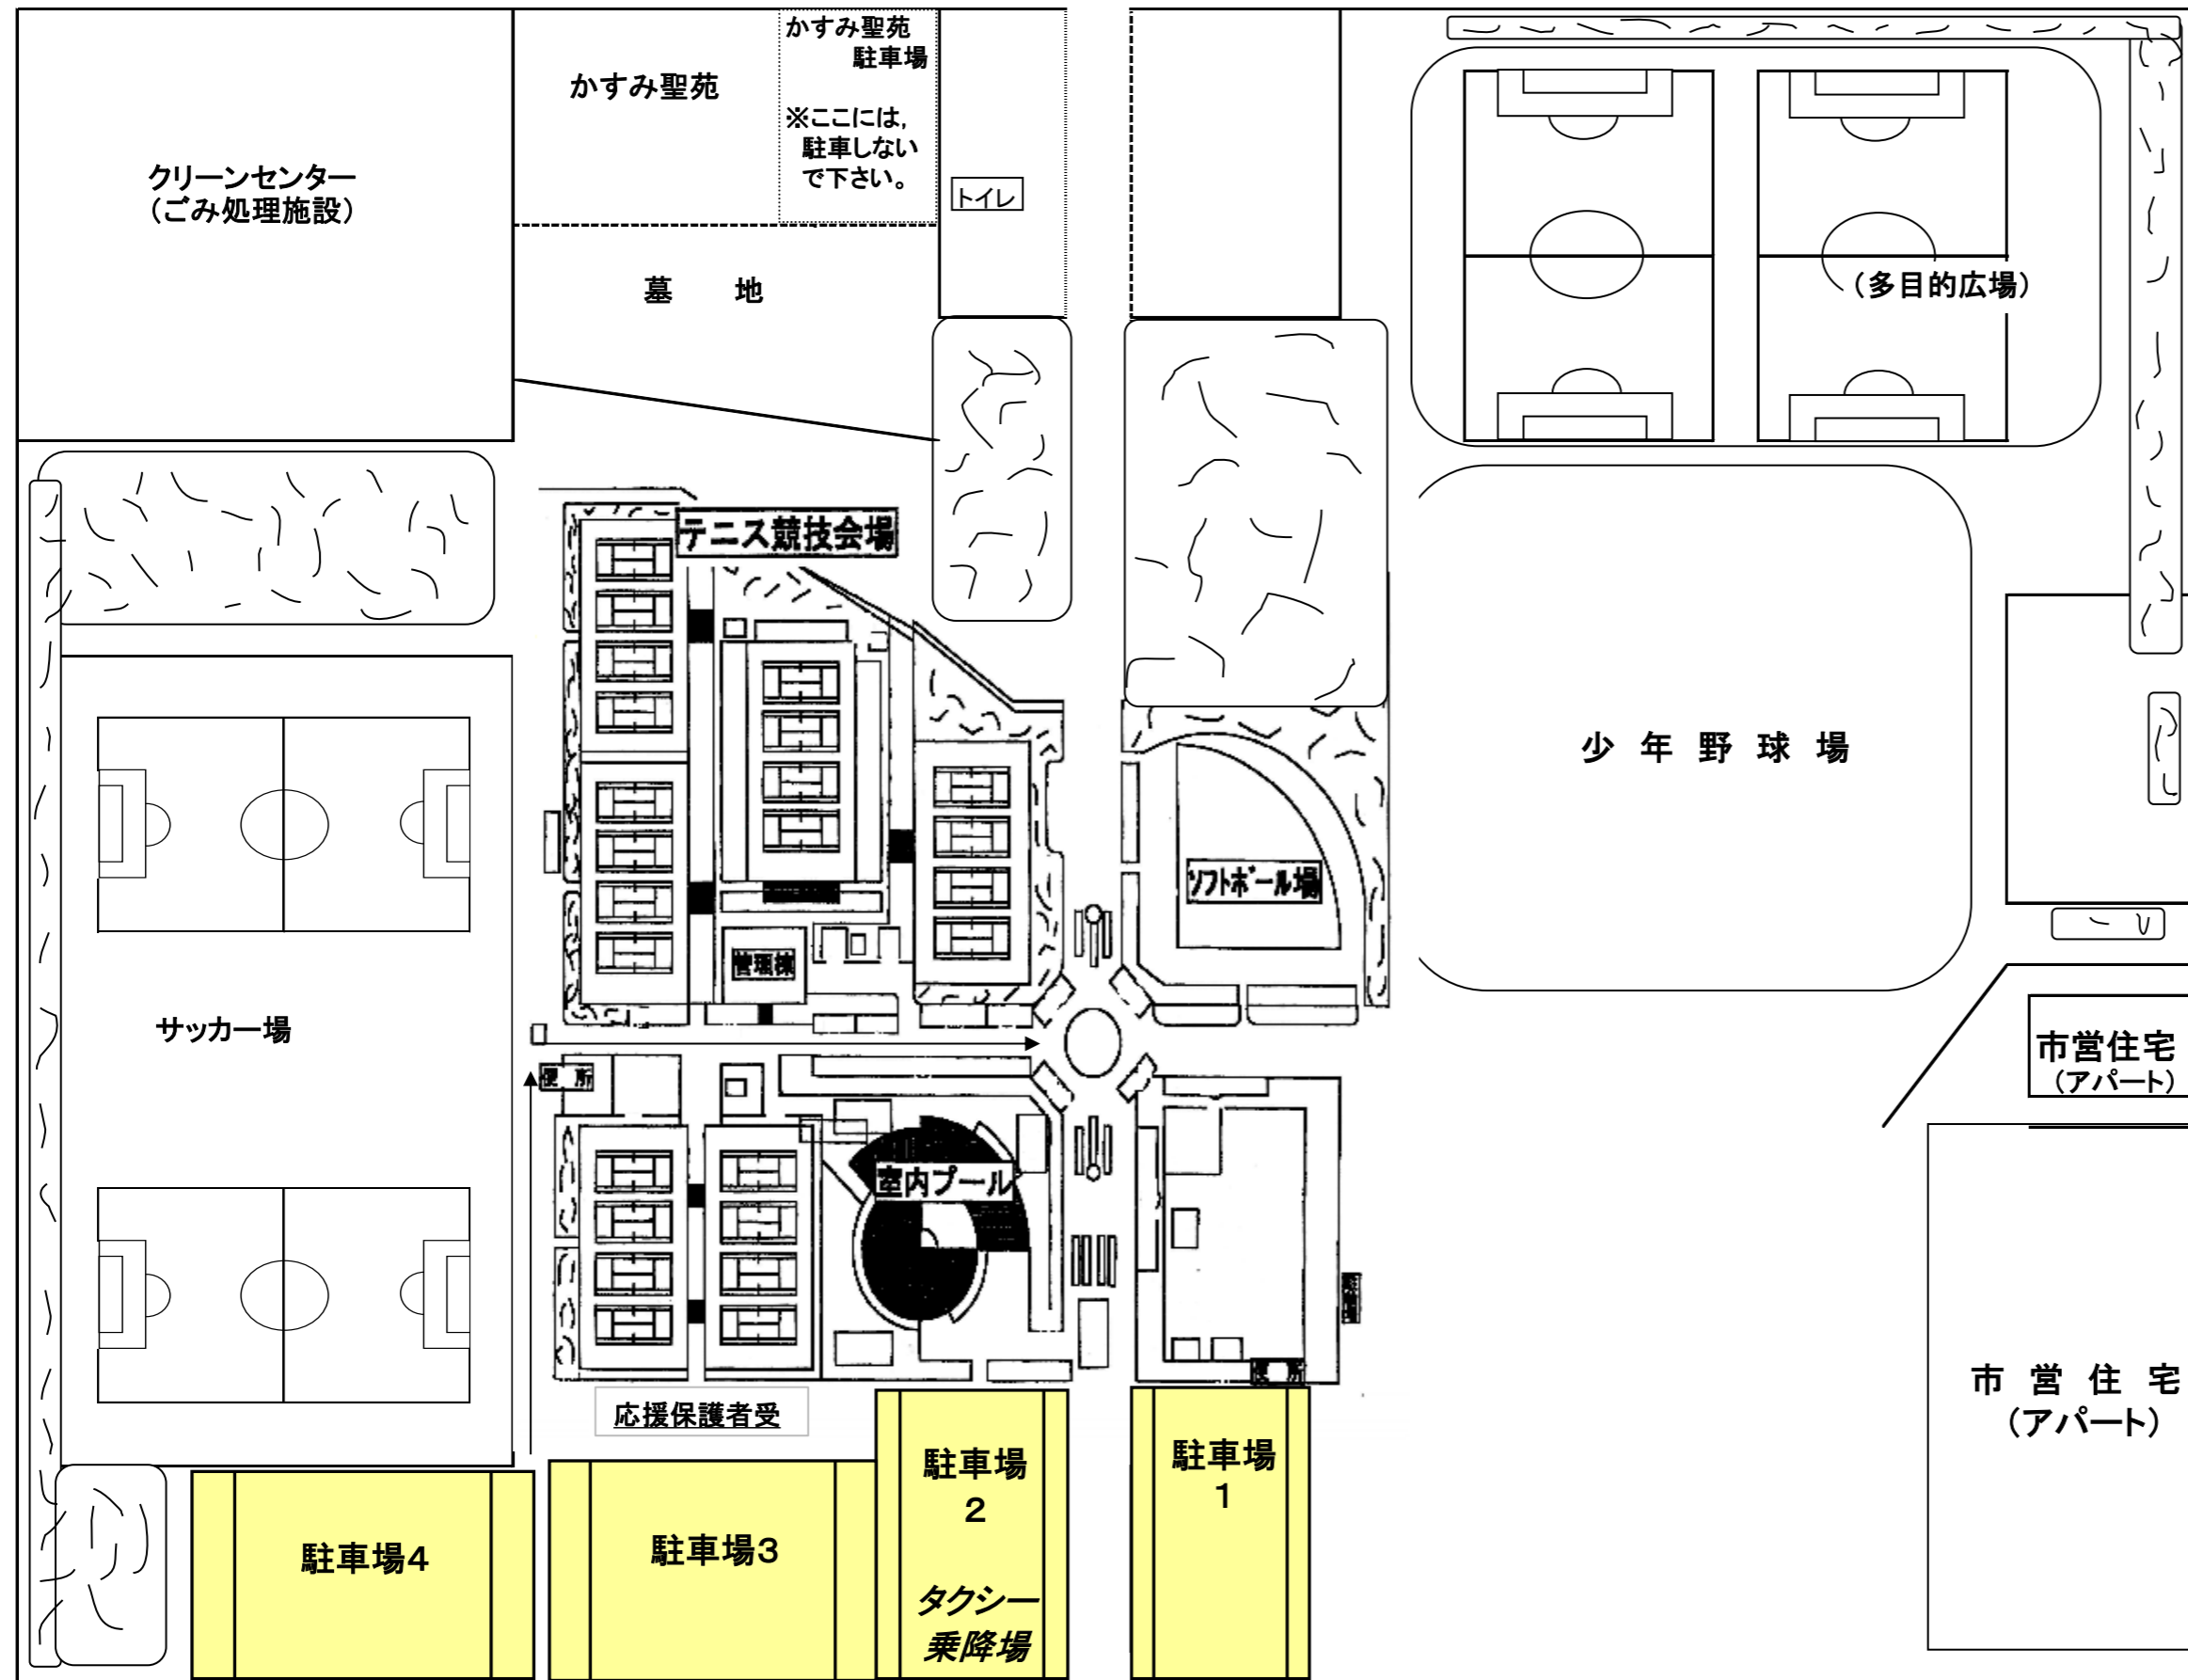 かすみ聖苑
駐車場
※ここには,
駐車しない
で下さい。
かすみ聖苑
トイレ
クリーンセンター
（ごみ処理施設）
墓　地
（多目的広場）
テニス競技会場
少年野球場
ソフトボール場
管理棟
サッカー場
便所
市営住宅
（アパート）
室内プール
便所
市営住宅
（アパート）
応援保護者受
駐車場
1
駐車場
2
駐車場3
駐車場4
タクシー
乗降場